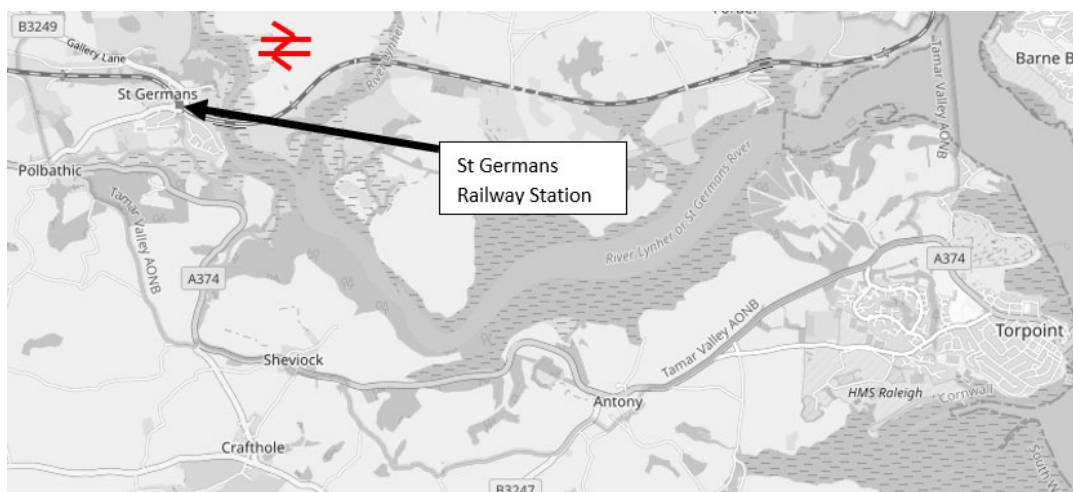 B3249
Gallery Lane
St Germans
River Lynher
St Germans
Railway Station
Tamar Valley AONB
Barne B
Polbathic
Tamar Valley AONB
A374
River Lynher or St Germans River
A374
Torpoint
Sheviock
Tamar Valley AONB
HMS Raleigh
Cornwall
Antony
Crafthole
B3247
South W